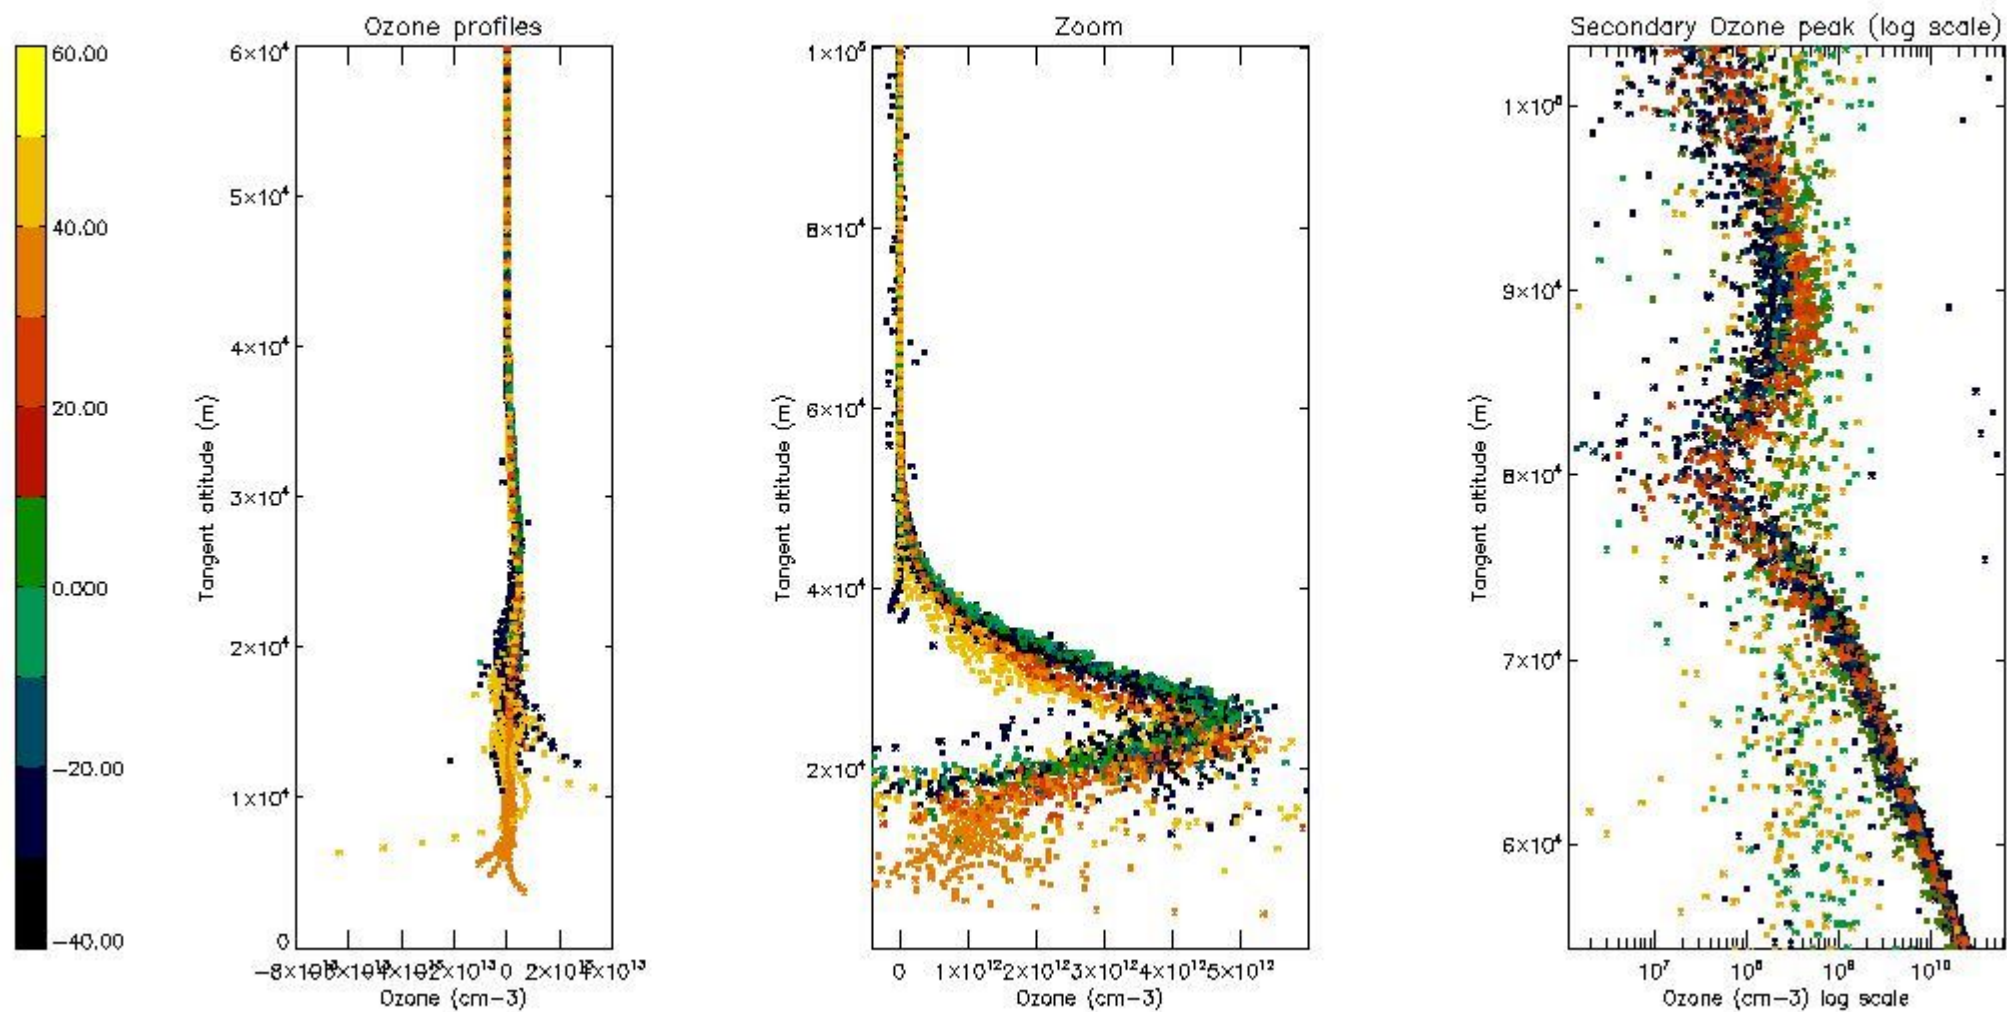 Ozone profiles
Zoom
Secondary Ozone peak (log scale)
60.00
40.00
20.00
0.000
−20.00
−40.00
6×10⁴
5×10⁴
4×10⁴
3×10⁴
2×10⁴
1×10⁴
0
Tangent altitude (m)
0 2×10¹³ 4×10¹³
Ozone (cm−3)
1×10⁵
8×10⁴
6×10⁴
4×10⁴
2×10⁴
Tangent altitude (m)
0 1×10¹² 2×10¹² 3×10¹² 4×10¹² 5×10¹²
Ozone (cm−3)
1×10⁵
9×10⁴
8×10⁴
7×10⁴
6×10⁴
Tangent altitude (m)
10⁷ 10⁸ 10⁹ 10¹⁰
Ozone (cm−3) log scale